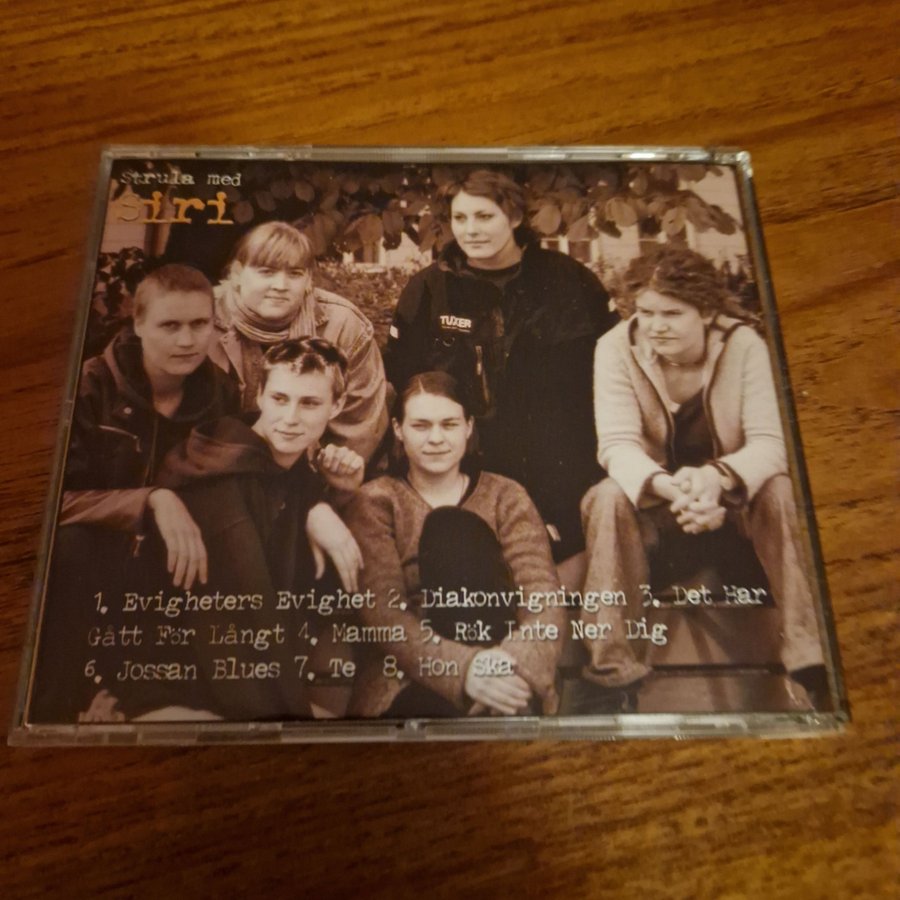 Strula med
Siri
TUXER
1. Evigheters Evighet 2. Diakonvigningen 3. Det Har
Gått För Långt 4. Mamma 5. Rök Inte Ner Dig
6. Jossan Blues 7. Te 8. Hon Ska